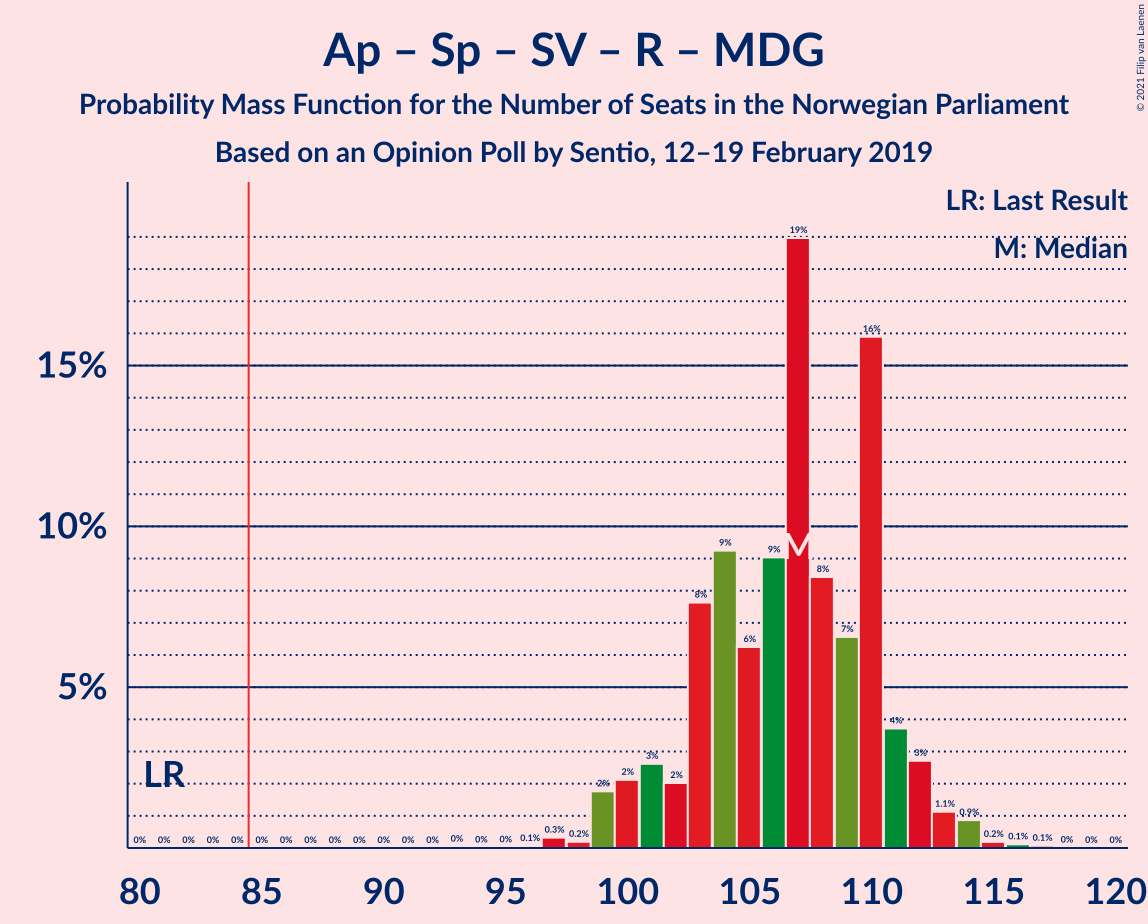 Ap – Sp – SV – R – MDG
Probability Mass Function for the Number of Seats in the Norwegian Parliament
Based on an Opinion Poll by Sentio, 12–19 February 2019
© 2021 Filip van Laenen
LR: Last Result
M: Median
15%
10%
5%
LR
M
0% 0% 0% 0% 0% 0% 0% 0% 0% 0% 0% 0% 0% 0% 0% 0% 0.1% 0.3% 0.2% 2% 2% 3% 2% 8% 9% 6% 9% 19% 8% 7% 16% 4% 3% 1.1% 0.9% 0.2% 0.1% 0.1% 0% 0% 0%
80 85 90 95 100 105 110 115 120